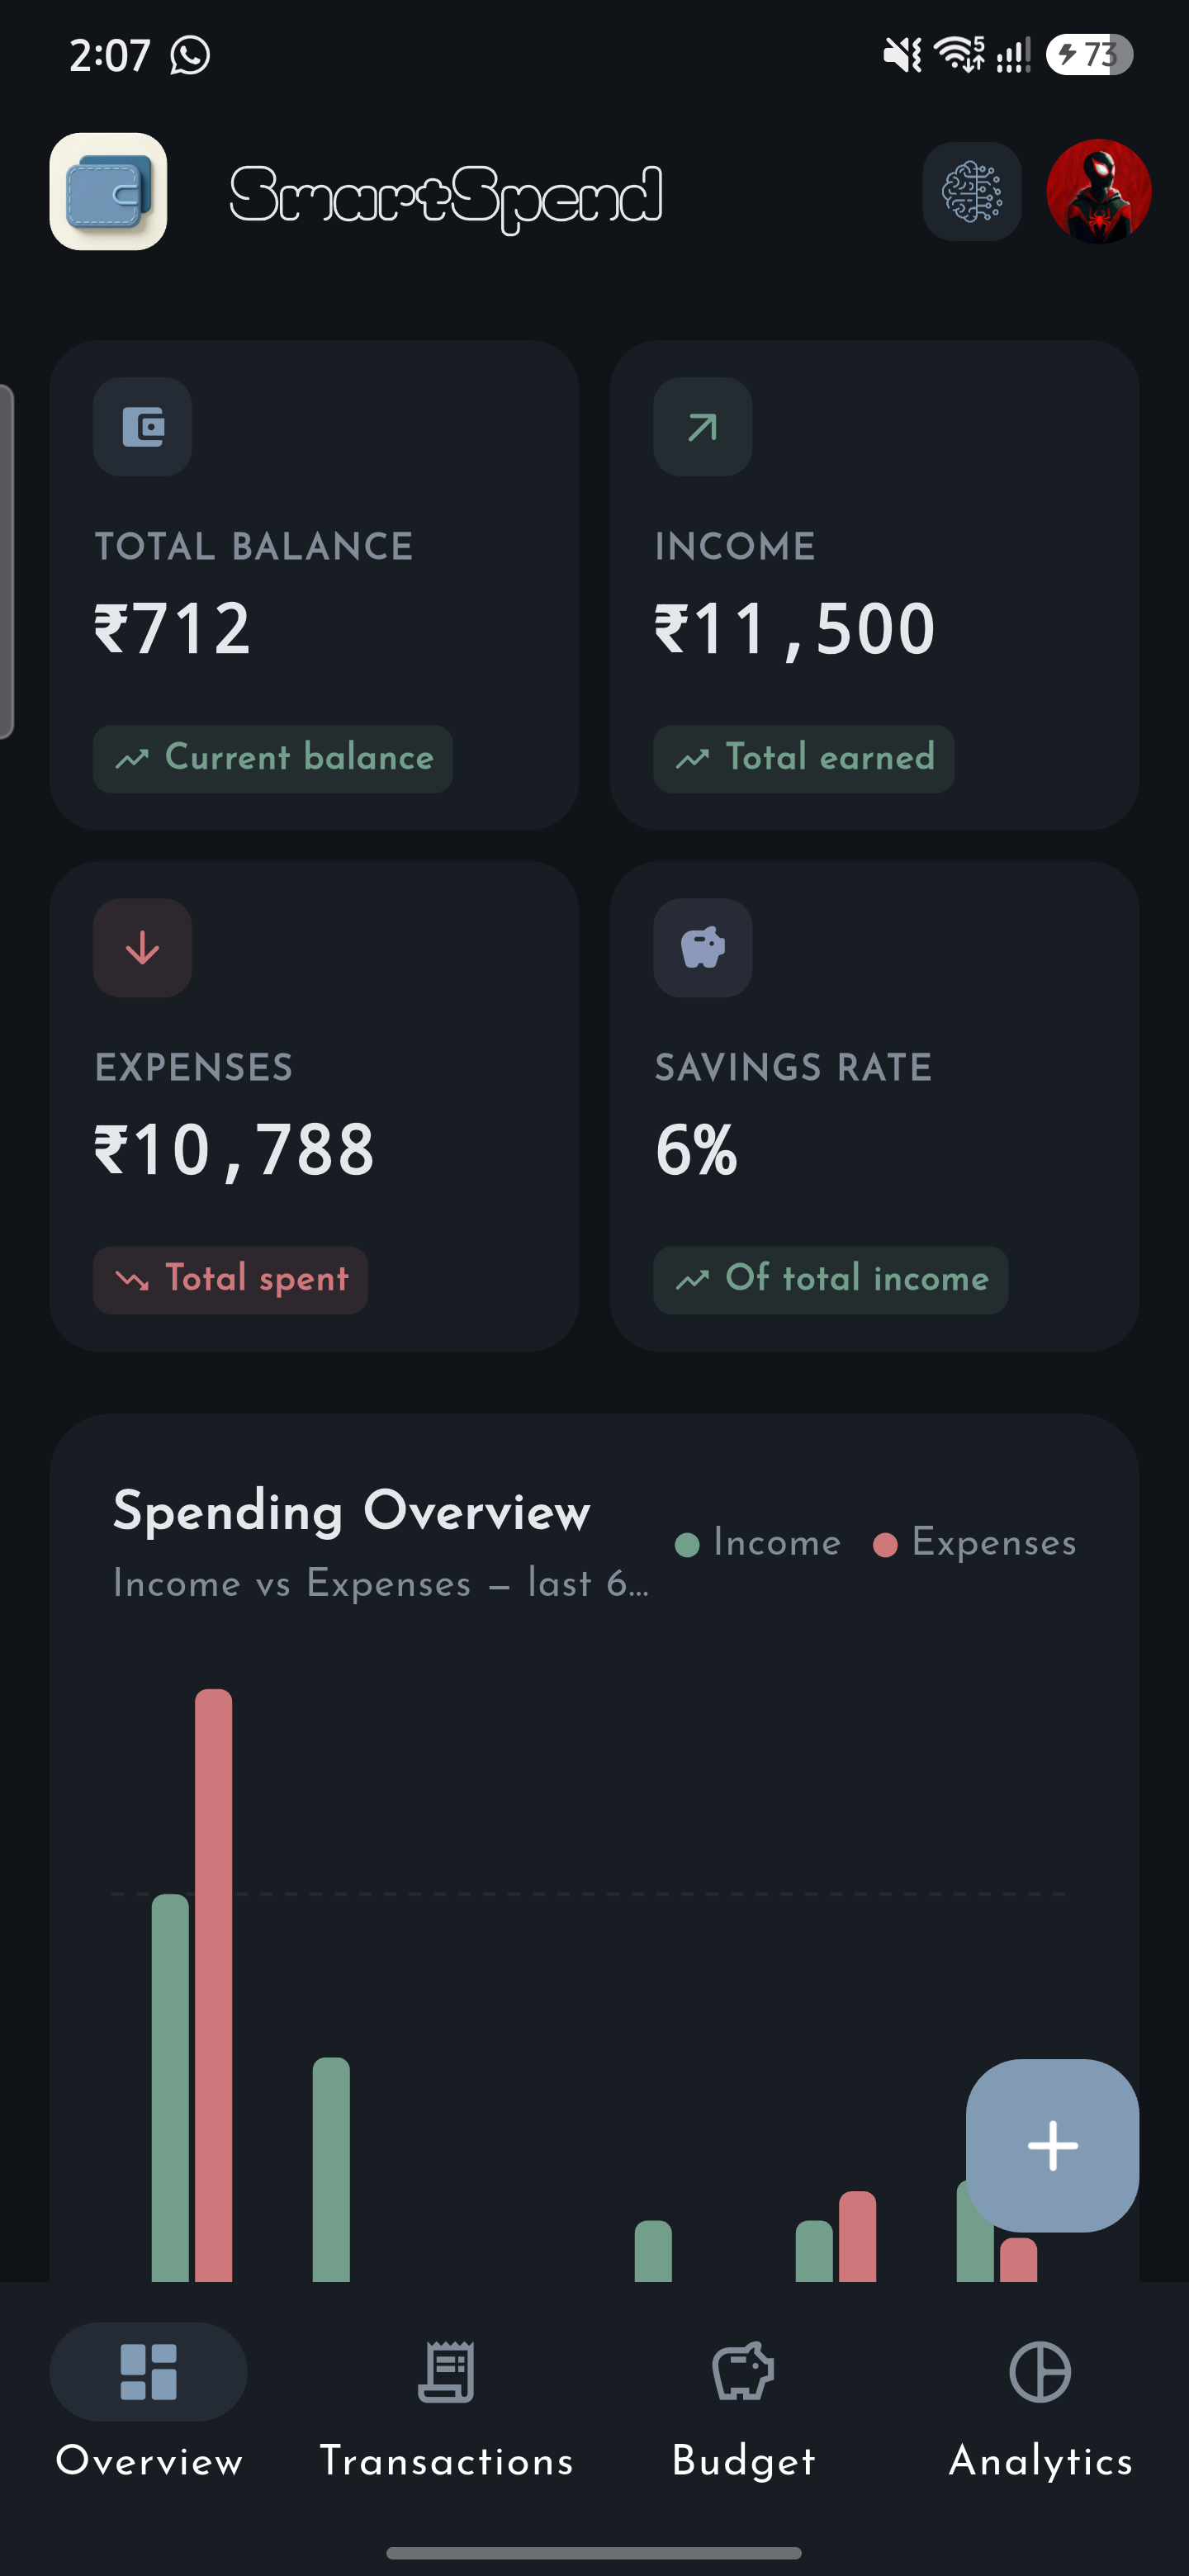 2:07
5
73
SmartSpend
TOTAL BALANCE
₹712
Current balance
INCOME
₹11,500
Total earned
EXPENSES
₹10,788
Total spent
SAVINGS RATE
6%
Of total income
Spending Overview
Income vs Expenses – last 6...
Income
Expenses
Overview
Transactions
Budget
Analytics